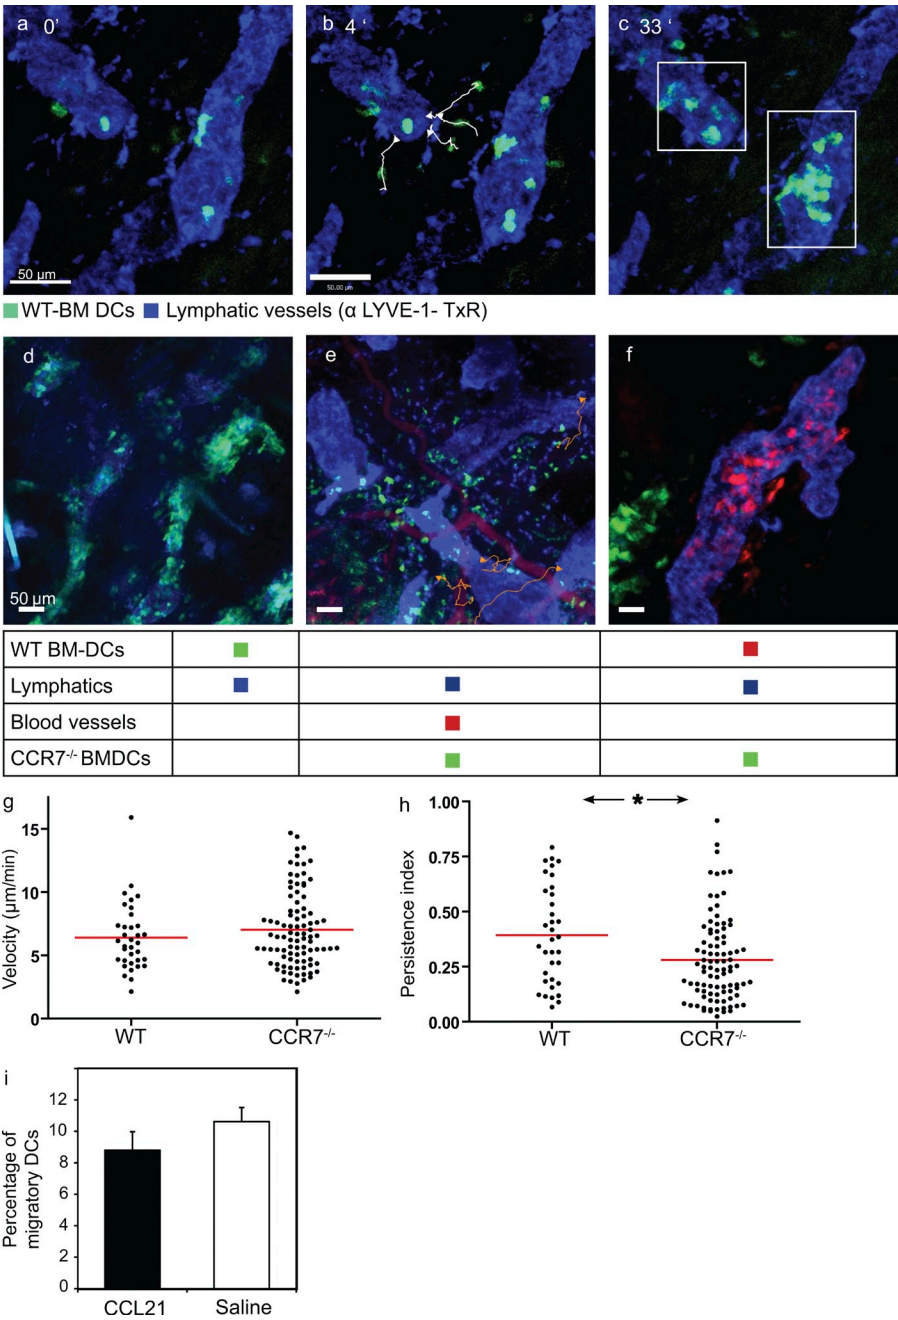 a 0’ b 4 ‘ c 33 ‘
50 µm 50.00 µm
WT-BM DCs Lymphatic vessels (α LYVE-1- TxR)
d e f
50 µm
WT BM-DCs
Lymphatics
Blood vessels
CCR7-/- BMDCs
g
Velocity (µm/min)
15
10
5
0
WT CCR7-/-
h
*
Persistence index
1.00
0.75
0.50
0.25
0.00
WT CCR7-/-
i
Percentage of
migratory DCs
12
10
8
6
4
2
0
CCL21 Saline